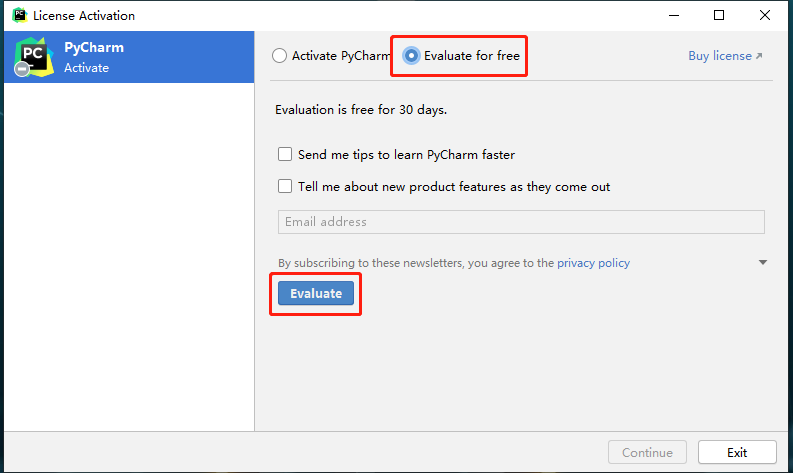 License Activation
PC
PyCharm
Activate
Activate PyCharm Evaluate for free Buy license
Evaluation is free for 30 days.
Send me tips to learn PyCharm faster
Tell me about new product features as they come out
Email address
By subscribing to these newsletters, you agree to the privacy policy
Evaluate
Continue Exit